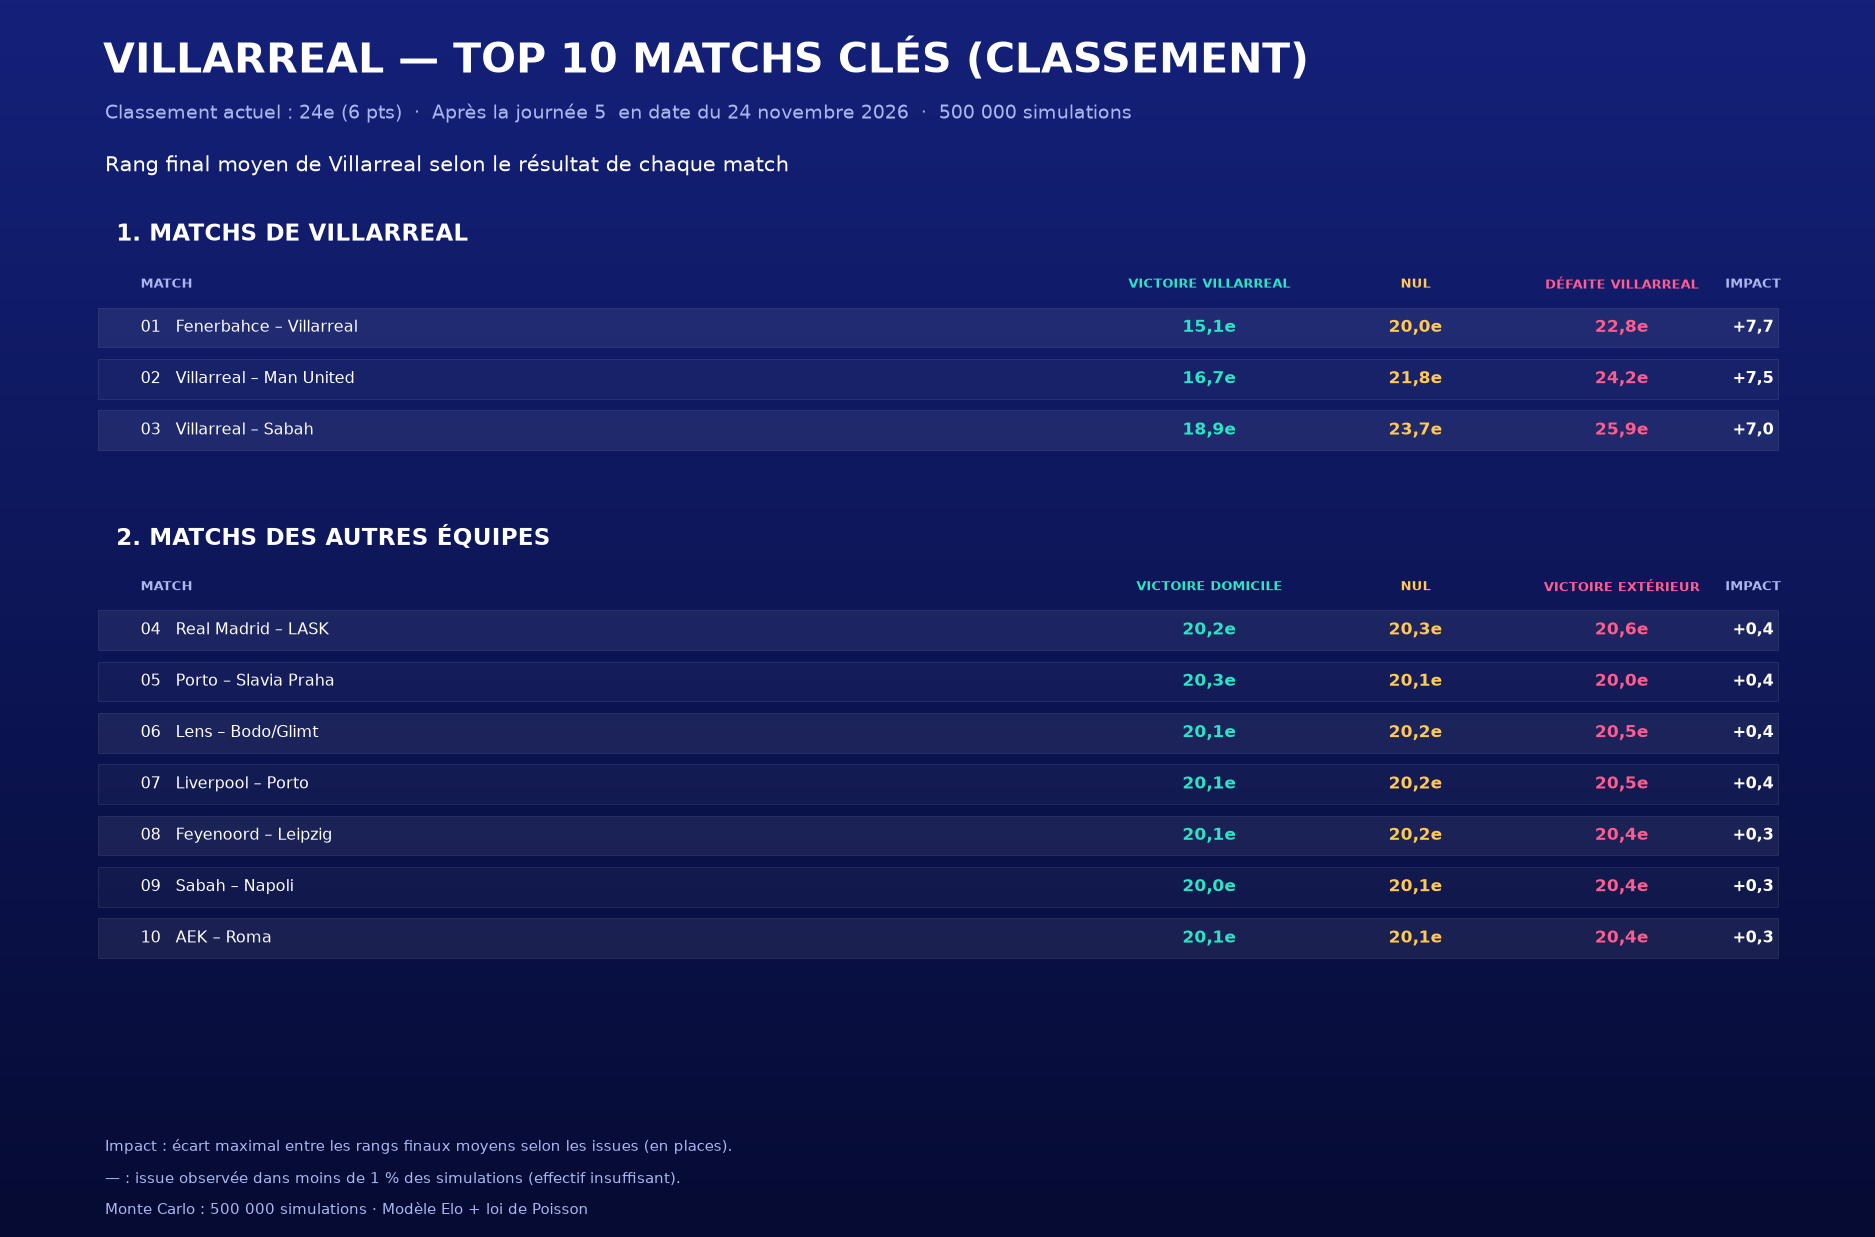 VILLARREAL — TOP 10 MATCHS CLÉS (CLASSEMENT)
Classement actuel : 24e (6 pts) · Après la journée 5 en date du 24 novembre 2026 · 500 000 simulations
Rang final moyen de Villarreal selon le résultat de chaque match
1. MATCHS DE VILLARREAL
MATCH VICTOIRE VILLARREAL NUL DÉFAITE VILLARREAL IMPACT
01 Fenerbahce – Villarreal 15,1e 20,0e 22,8e +7,7
02 Villarreal – Man United 16,7e 21,8e 24,2e +7,5
03 Villarreal – Sabah 18,9e 23,7e 25,9e +7,0
2. MATCHS DES AUTRES ÉQUIPES
MATCH VICTOIRE DOMICILE NUL VICTOIRE EXTÉRIEUR IMPACT
04 Real Madrid – LASK 20,2e 20,3e 20,6e +0,4
05 Porto – Slavia Praha 20,3e 20,1e 20,0e +0,4
06 Lens – Bodo/Glimt 20,1e 20,2e 20,5e +0,4
07 Liverpool – Porto 20,1e 20,2e 20,5e +0,4
08 Feyenoord – Leipzig 20,1e 20,2e 20,4e +0,3
09 Sabah – Napoli 20,0e 20,1e 20,4e +0,3
10 AEK – Roma 20,1e 20,1e 20,4e +0,3
Impact : écart maximal entre les rangs finaux moyens selon les issues (en places).
— : issue observée dans moins de 1 % des simulations (effectif insuffisant).
Monte Carlo : 500 000 simulations · Modèle Elo + loi de Poisson